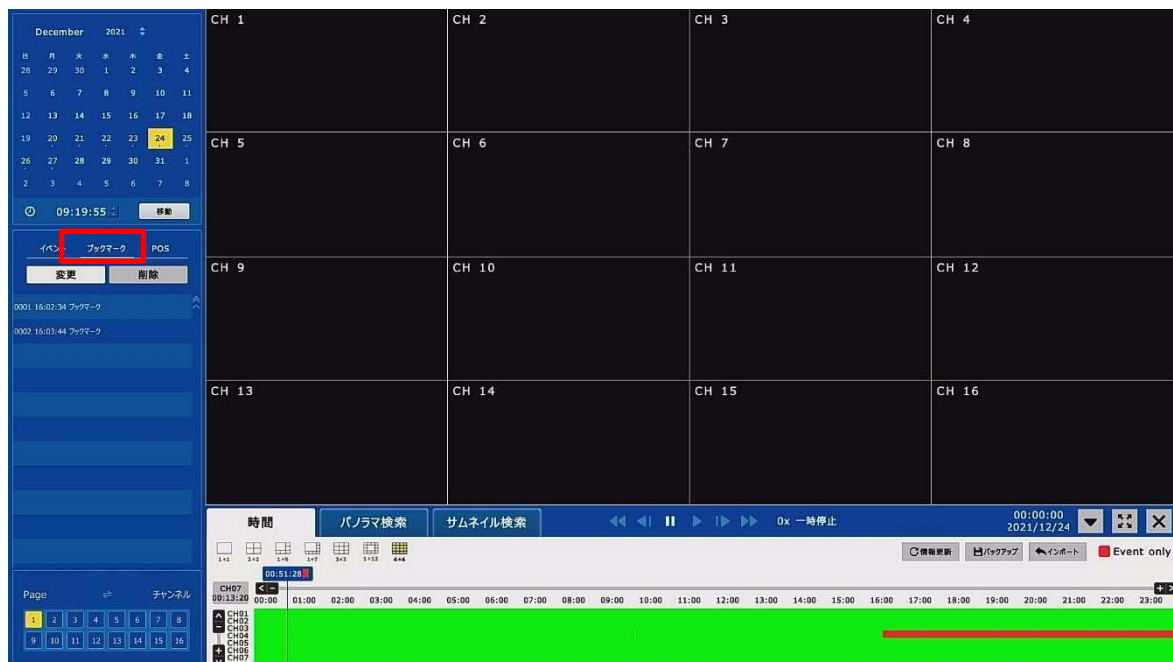 December 2021
日 月 火 水 木 金 土
28 29 30 1 2 3 4
5 6 7 8 9 10 11
12 13 14 15 16 17 18
19 20 21 22 23 24 25
26 27 28 29 30 31 1
2 3 4 5 6 7 8
09:19:55 移動
イベント ブックマーク POS
変更 削除
0001 16:02:34 ブックマーク
0002 16:03:44 ブックマーク
Page チャンネル
1 2 3 4 5 6 7 8
9 10 11 12 13 14 15 16
CH 1 CH 2 CH 3 CH 4
CH 5 CH 6 CH 7 CH 8
CH 9 CH 10 CH 11 CH 12
CH 13 CH 14 CH 15 CH 16
時間 パノラマ検索 サムネイル検索 0x 一時停止 00:00:00
2021/12/24
1×1 2×2 1+5 1+7 3×3 1+12 4×4 情報更新 バックアップ インポート Event only
00:51:28
CH07
00:13:20 00:00 01:00 02:00 03:00 04:00 05:00 06:00 07:00 08:00 09:00 10:00 11:00 12:00 13:00 14:00 15:00 16:00 17:00 18:00 19:00 20:00 21:00 22:00 23:00
CH01
CH02
CH03
CH04
CH05
CH06
CH07